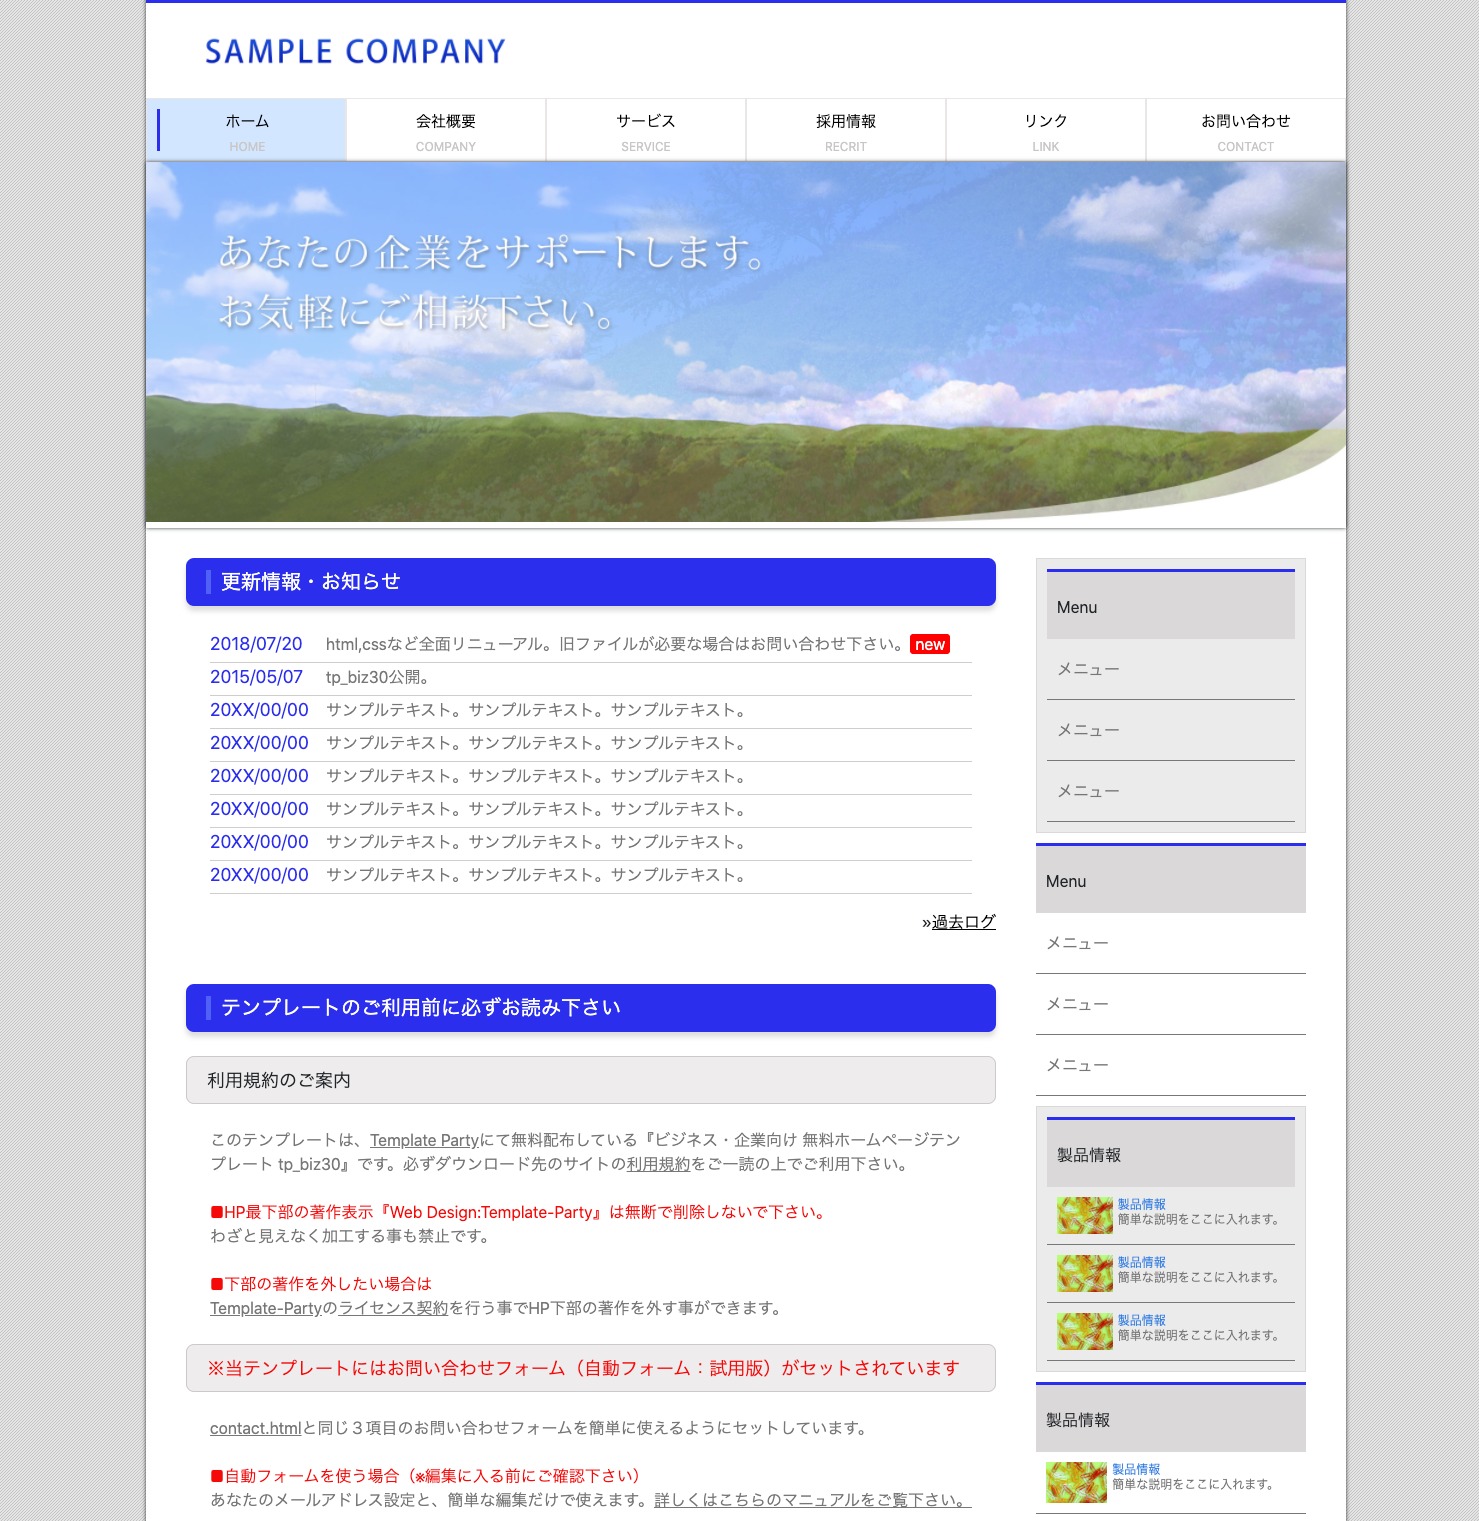 SAMPLE COMPANY
ホーム
HOME
会社概要
COMPANY
サービス
SERVICE
採用情報
RECRIT
リンク
LINK
お問い合わせ
CONTACT
あなたの企業をサポートします。
お気軽にご相談下さい。
更新情報・お知らせ
2018/07/20 html,cssなど全面リニューアル。旧ファイルが必要な場合はお問い合わせ下さい。new
2015/05/07 tp_biz30公開。
20XX/00/00 サンプルテキスト。サンプルテキスト。サンプルテキスト。
20XX/00/00 サンプルテキスト。サンプルテキスト。サンプルテキスト。
20XX/00/00 サンプルテキスト。サンプルテキスト。サンプルテキスト。
20XX/00/00 サンプルテキスト。サンプルテキスト。サンプルテキスト。
20XX/00/00 サンプルテキスト。サンプルテキスト。サンプルテキスト。
20XX/00/00 サンプルテキスト。サンプルテキスト。サンプルテキスト。
»過去ログ
テンプレートのご利用前に必ずお読み下さい
利用規約のご案内
このテンプレートは、Template Partyにて無料配布している『ビジネス・企業向け 無料ホームページテン
プレート tp_biz30』です。必ずダウンロード先のサイトの利用規約をご一読の上でご利用下さい。
■HP最下部の著作表示『Web Design:Template-Party』は無断で削除しないで下さい。
わざと見えなく加工する事も禁止です。
■下部の著作を外したい場合は
Template-Partyのライセンス契約を行う事でHP下部の著作を外す事ができます。
※当テンプレートにはお問い合わせフォーム（自動フォーム：試用版）がセットされています
contact.htmlと同じ３項目のお問い合わせフォームを簡単に使えるようにセットしています。
■自動フォームを使う場合（※編集に入る前にご確認下さい）
あなたのメールアドレス設定と、簡単な編集だけで使えます。詳しくはこちらのマニュアルをご覧下さい。
Menu
メニュー
メニュー
メニュー
Menu
メニュー
メニュー
メニュー
製品情報
製品情報
簡単な説明をここに入れます。
製品情報
簡単な説明をここに入れます。
製品情報
簡単な説明をここに入れます。
製品情報
製品情報
簡単な説明をここに入れます。